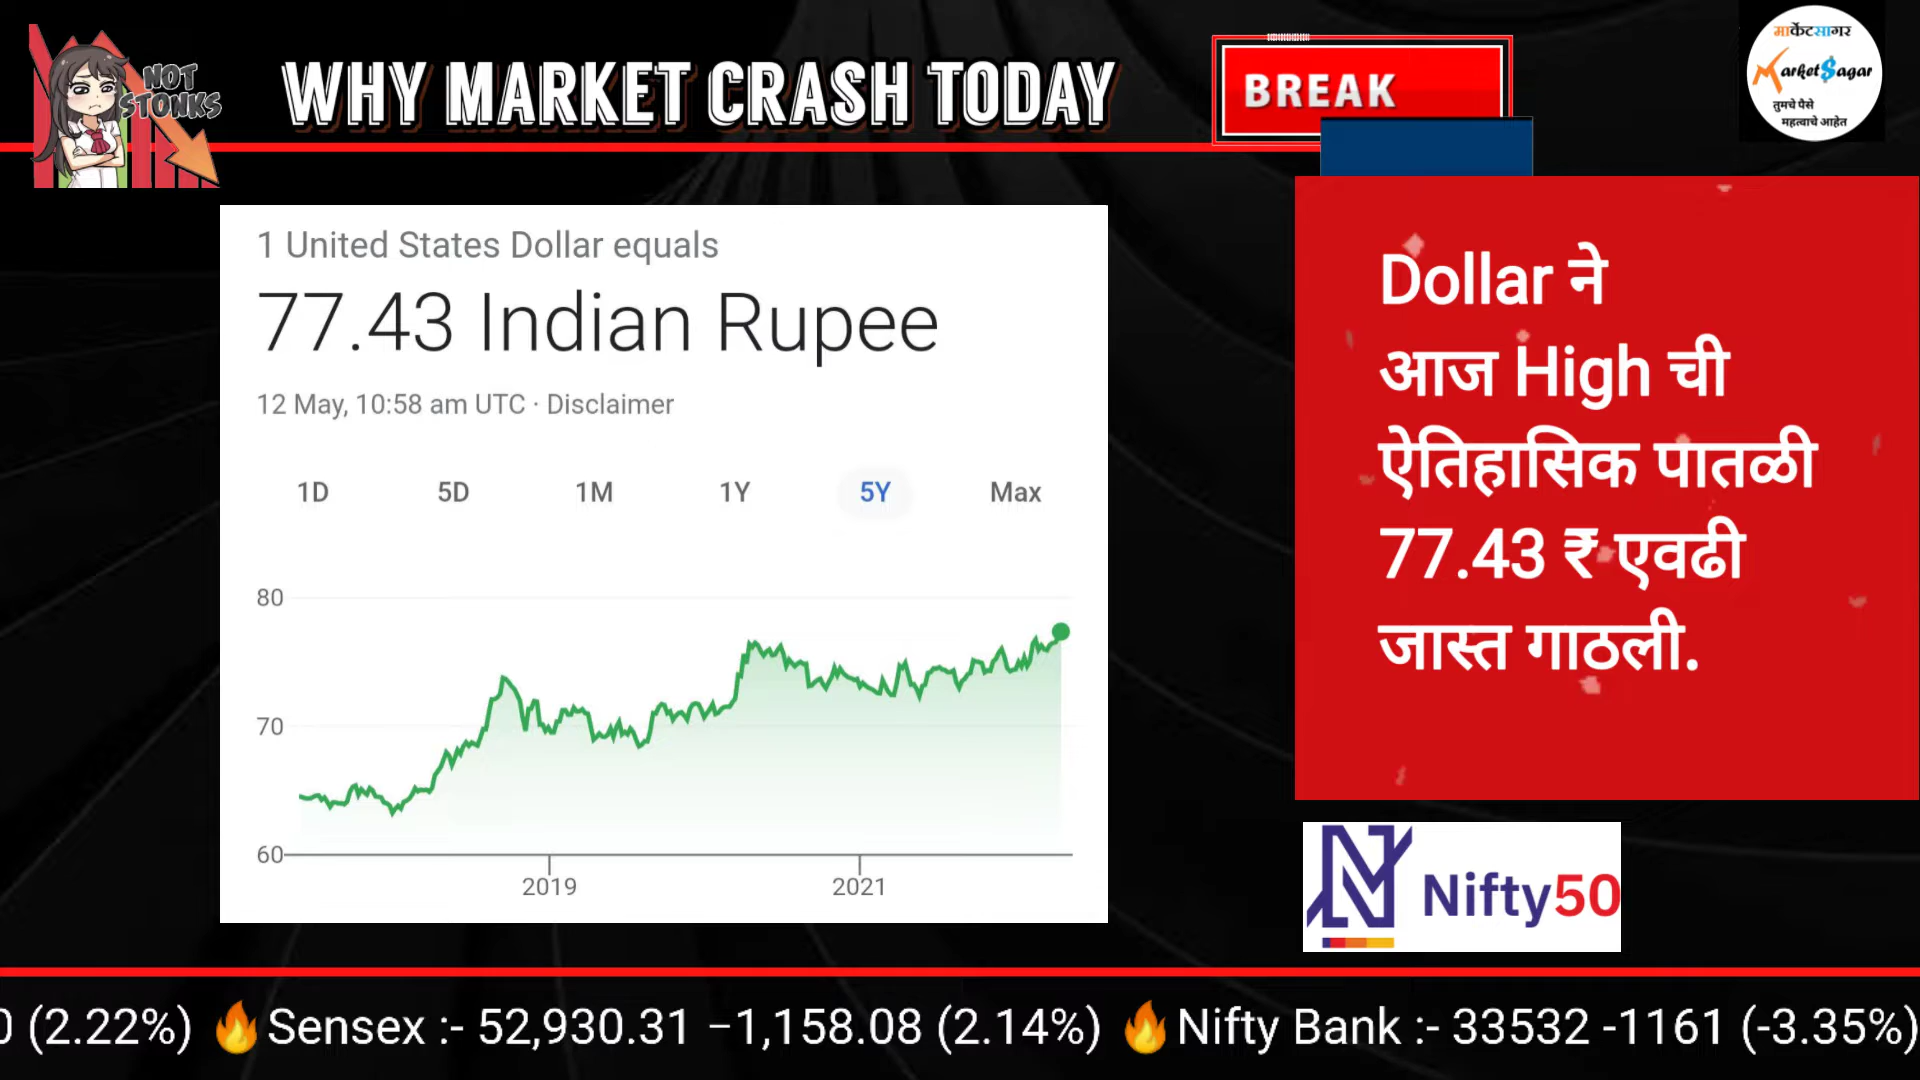 NOT
STONKS
WHY MARKET CRASH TODAY
BREAK
मार्केटसागर
Market$agar
तुमचे पैसे
महत्वाचे आहेत
1 United States Dollar equals
77.43 Indian Rupee
12 May, 10:58 am UTC · Disclaimer
1D 5D 1M 1Y 5Y Max
80
70
60
2019 2021
Dollar ने
आज High ची
ऐतिहासिक पातळी
77.43 ₹ एवढी
जास्त गाठली.
Nifty50
0 (2.22%) 🔥Sensex :- 52,930.31 −1,158.08 (2.14%) 🔥Nifty Bank :- 33532 -1161 (-3.35%)